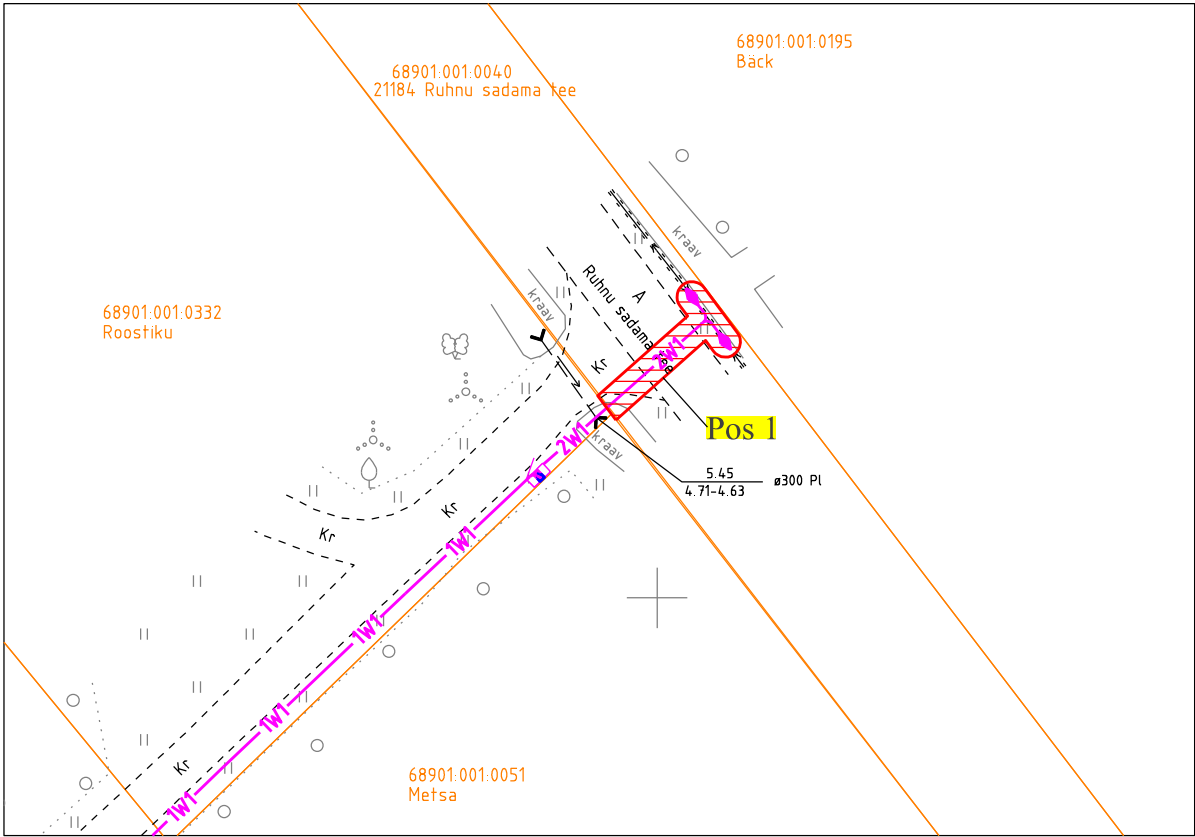 68901:001:0195
Bäck
68901:001:0040
21184 Ruhnu sadama tee
kraav
68901:001:0332
Roostiku
kraav
A
Ruhnu sadama tee
Kr
2W1
Pos 1
2W1
kraav
5.45
4.71-4.63
ø300 Pl
Kr
Kr
1W1
1W1
1W1
Kr
1W1
68901:001:0051
Metsa